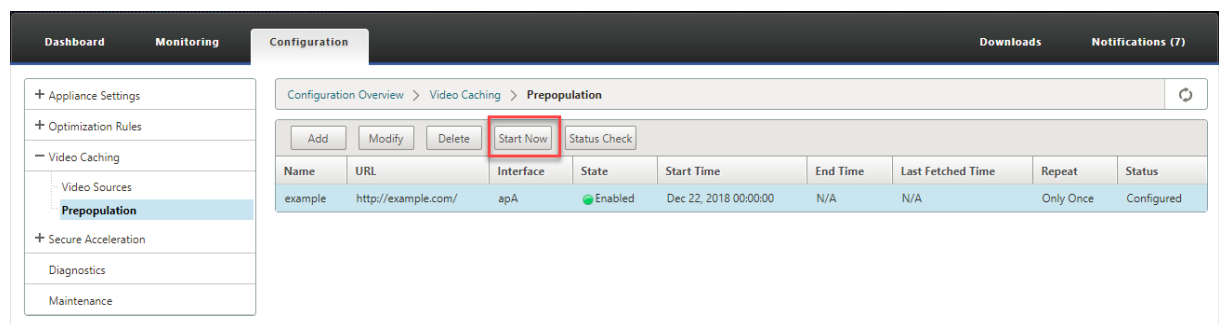 Dashboard Monitoring Configuration Downloads Notifications (7)
+ Appliance Settings
+ Optimization Rules
− Video Caching
Video Sources
Prepopulation
+ Secure Acceleration
Diagnostics
Maintenance
Configuration Overview > Video Caching > Prepopulation
Add Modify Delete Start Now Status Check
Name URL Interface State Start Time End Time Last Fetched Time Repeat Status
example http://example.com/ apA Enabled Dec 22, 2018 00:00:00 N/A N/A Only Once Configured